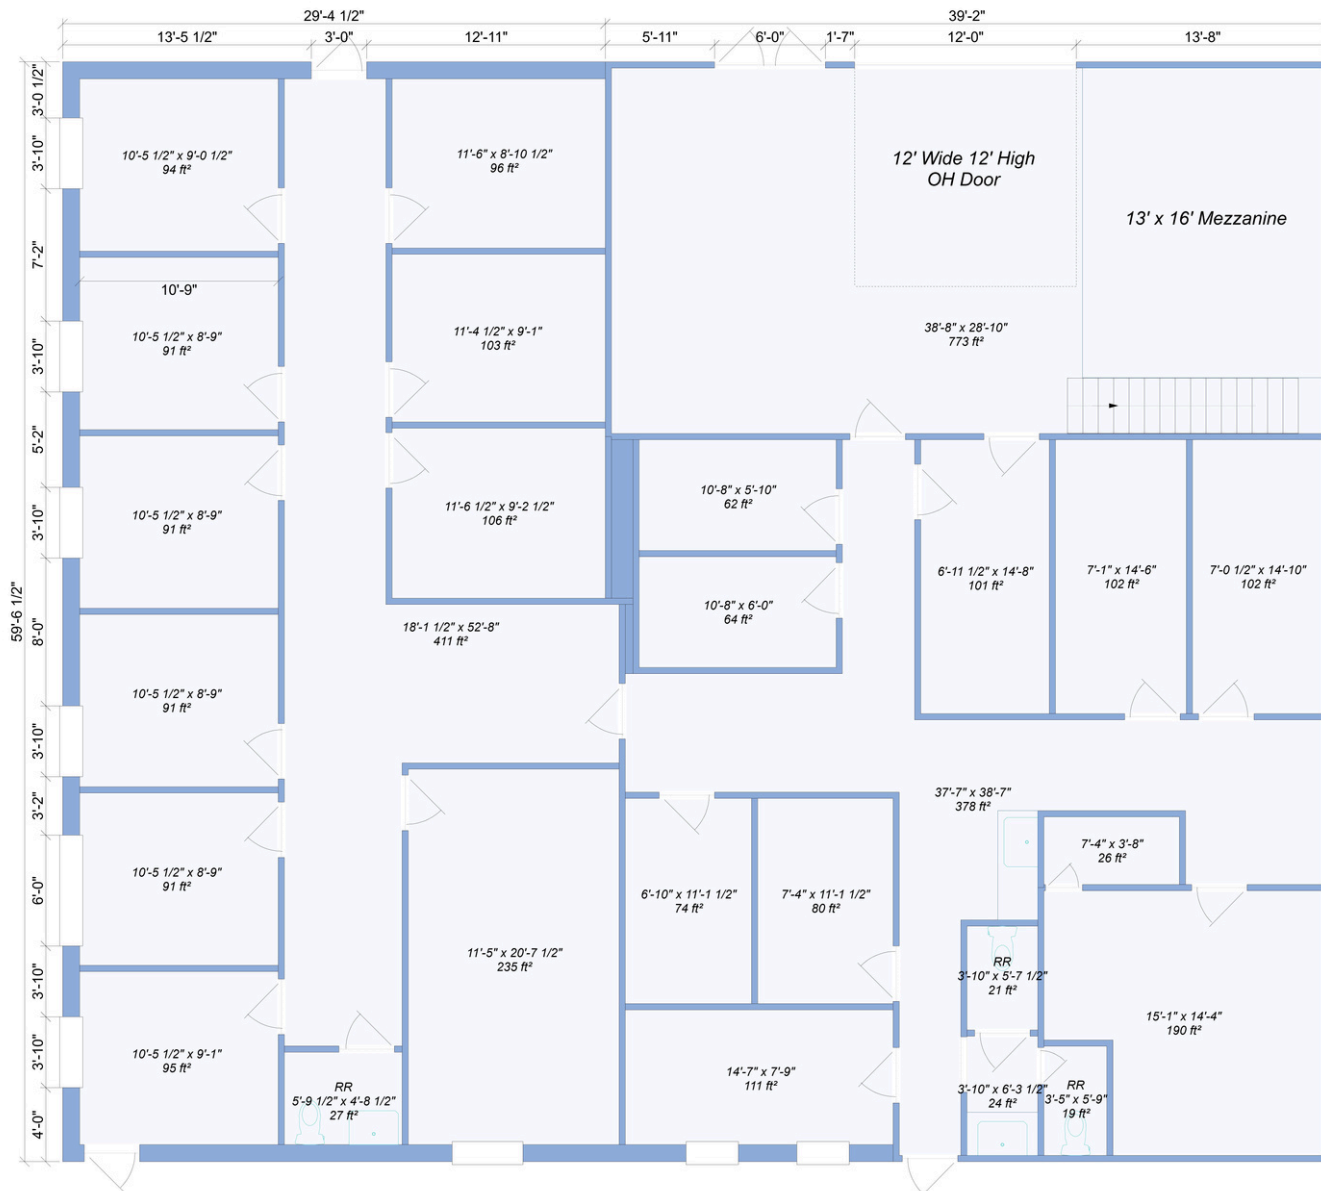 29'-4 1/2"
39'-2"
13'-5 1/2"
3'-0"
12'-11"
5'-11"
6'-0"
1'-7"
12'-0"
13'-8"
59'-6 1/2"
3'-0 1/2"
3'-10"
7'-2"
3'-10"
5'-2"
3'-10"
8'-0"
3'-10"
3'-2"
6'-0"
3'-10"
3'-10"
4'-0"
10'-5 1/2" x 9'-0 1/2"
94 ft²
11'-6" x 8'-10 1/2"
96 ft²
12' Wide 12' High
OH Door
13' x 16' Mezzanine
10'-9"
10'-5 1/2" x 8'-9"
91 ft²
11'-4 1/2" x 9'-1"
103 ft²
38'-8" x 28'-10"
773 ft²
10'-5 1/2" x 8'-9"
91 ft²
11'-6 1/2" x 9'-2 1/2"
106 ft²
10'-8" x 5'-10"
62 ft²
10'-8" x 6'-0"
64 ft²
6'-11 1/2" x 14'-8"
101 ft²
7'-1" x 14'-6"
102 ft²
7'-0 1/2" x 14'-10"
102 ft²
18'-1 1/2" x 52'-8"
411 ft²
10'-5 1/2" x 8'-9"
91 ft²
37'-7" x 38'-7"
378 ft²
7'-4" x 3'-8"
26 ft²
10'-5 1/2" x 8'-9"
91 ft²
6'-10" x 11'-1 1/2"
74 ft²
7'-4" x 11'-1 1/2"
80 ft²
11'-5" x 20'-7 1/2"
235 ft²
RR
3'-10" x 5'-7 1/2"
21 ft²
15'-1" x 14'-4"
190 ft²
10'-5 1/2" x 9'-1"
95 ft²
14'-7" x 7'-9"
111 ft²
RR
5'-9 1/2" x 4'-8 1/2"
27 ft²
3'-10" x 6'-3 1/2"
24 ft²
RR
3'-5" x 5'-9"
19 ft²